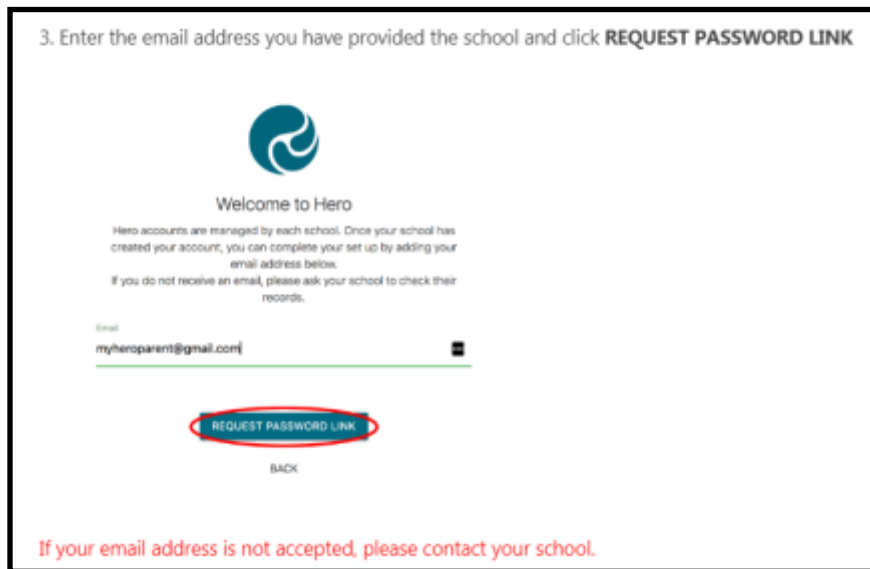 3. Enter the email address you have provided the school and click REQUEST PASSWORD LINK
Welcome to Hero
Hero accounts are managed by each school. Once your school has
created your account, you can complete your set up by adding your
email address below.
If you do not receive an email, please ask your school to check their
records.
Email
myheroparent@gmail.com
REQUEST PASSWORD LINK
BACK
If your email address is not accepted, please contact your school.